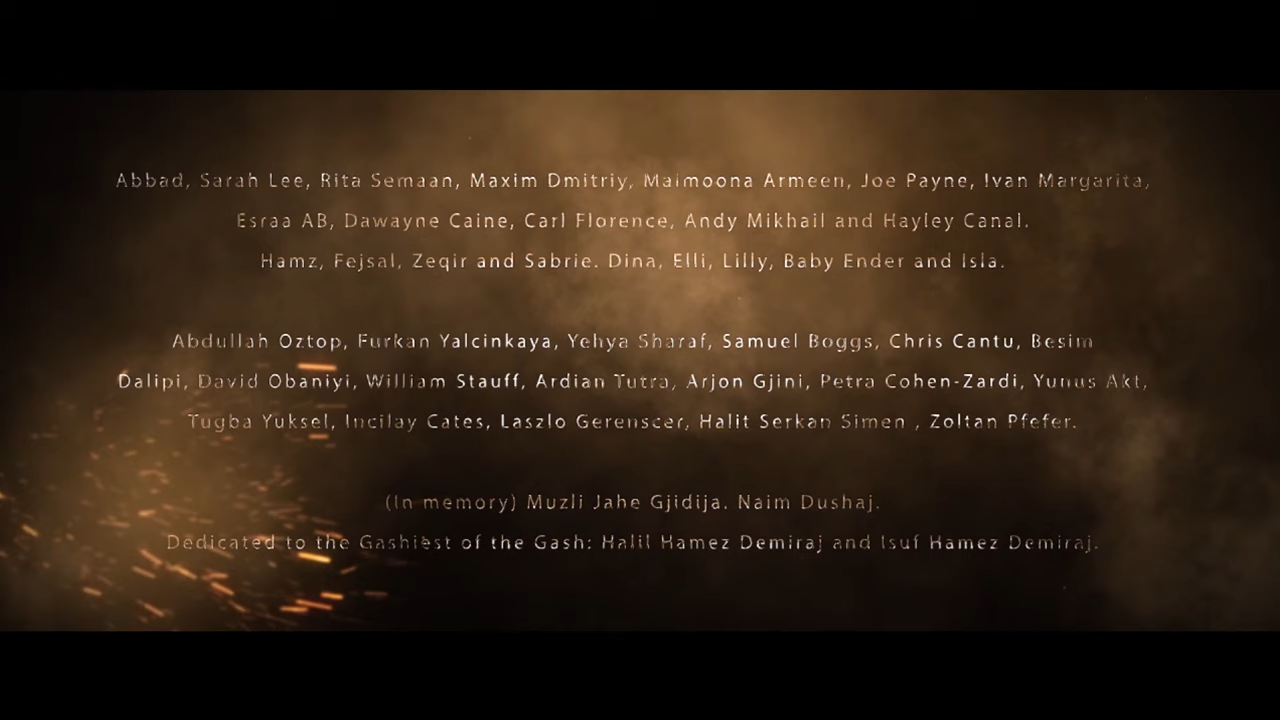 Abbad, Sarah Lee, Rita Semaan, Maxim Dmitriy, Maimoona Armeen, Joe Payne, Ivan Margarita,
Esraa AB, Dawayne Caine, Carl Florence, Andy Mikhail and Hayley Canal.
Hamz, Fejsal, Zeqir and Sabrie. Dina, Elli, Lilly, Baby Ender and Isla.
Abdullah Oztop, Furkan Yalcinkaya, Yehya Sharaf, Samuel Boggs, Chris Cantu, Besim
Dalipi, David Obaniyi, William Stauff, Ardian Tutra, Arjon Gjini, Petra Cohen-Zardi, Yunus Akt,
Tugba Yuksel, Incilay Cates, Laszlo Gerenscer, Halit Serkan Simen , Zoltan Pfefer.
(In memory) Muzli Jahe Gjidija. Naim Dushaj.
Dedicated to the Gashiest of the Gash: Halil Hamez Demiraj and Isuf Hamez Demiraj.